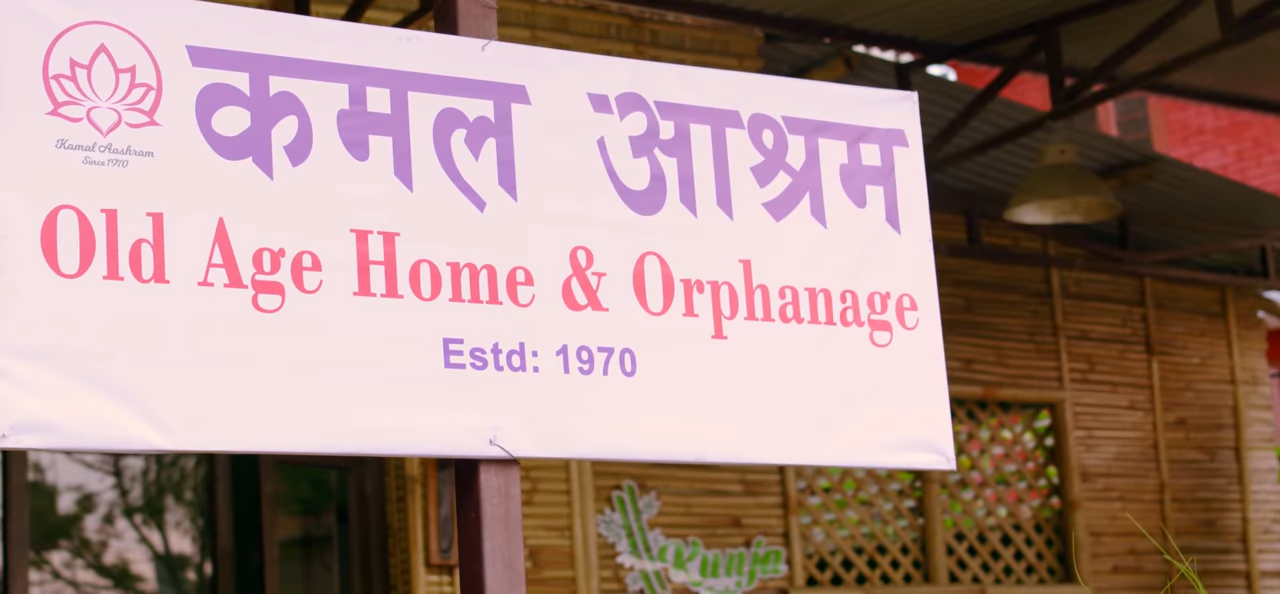 Kamal Aashram
Since 1970
कमल आश्रम
Old Age Home & Orphanage
Estd: 1970
Kunja